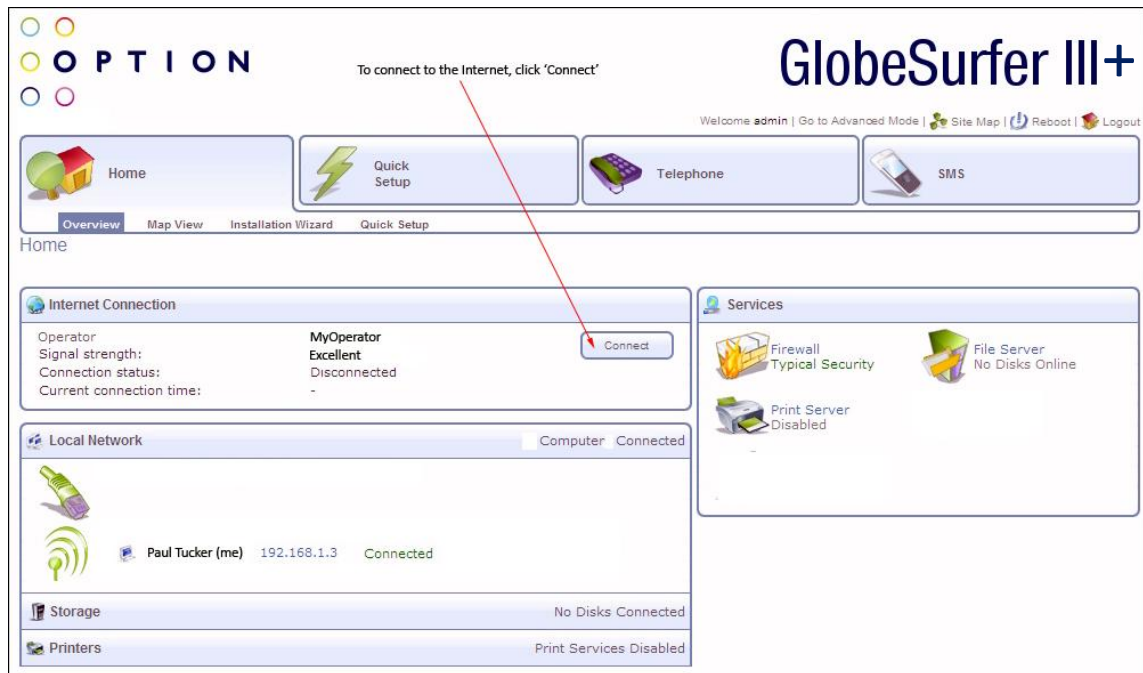 OPTION
To connect to the Internet, click 'Connect'
GlobeSurfer III+
Welcome admin | Go to Advanced Mode | Site Map | Reboot | Logout
Home
Quick Setup
Telephone
SMS
Overview Map View Installation Wizard Quick Setup
Home
Internet Connection
Operator MyOperator
Signal strength: Excellent
Connection status: Disconnected
Current connection time: -
Connect
Local Network Computer Connected
Paul Tucker (me) 192.168.1.3 Connected
Storage No Disks Connected
Printers Print Services Disabled
Services
Firewall
Typical Security
File Server
No Disks Online
Print Server
Disabled